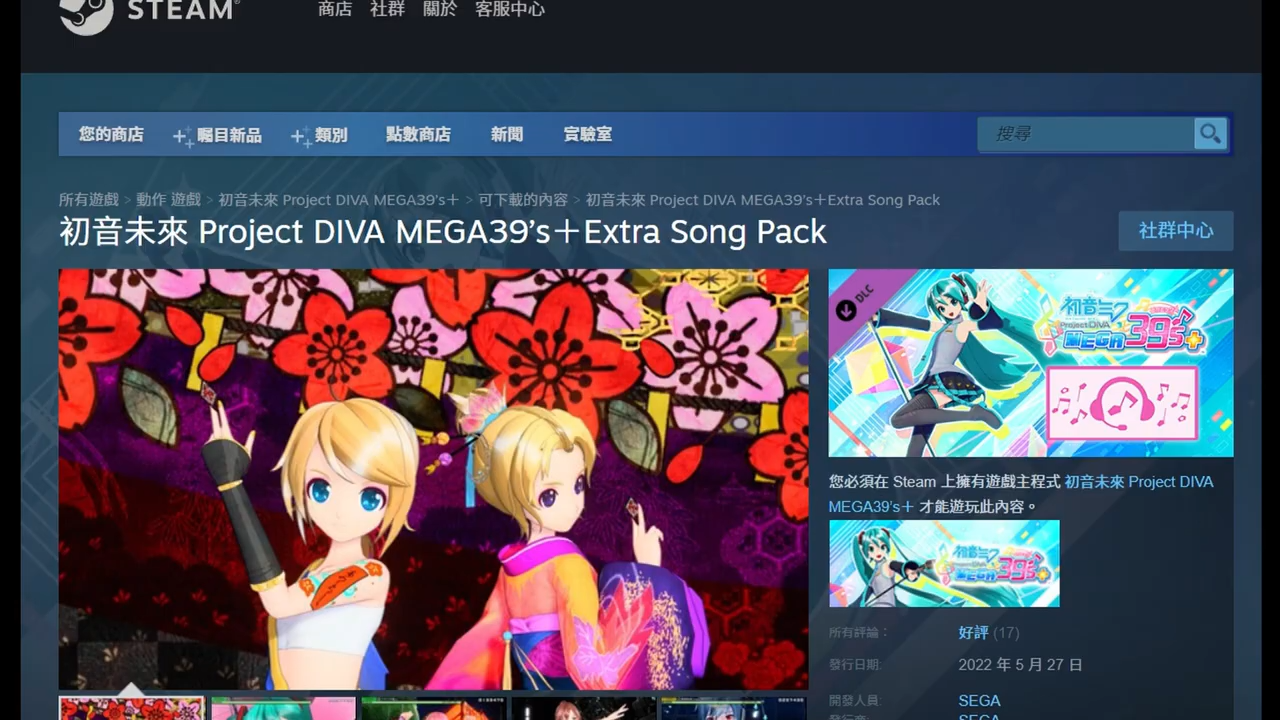 STEAM®
商店 社群 關於 客服中心
您的商店 矚目新品 類別 點數商店 新聞 實驗室 搜尋
所有遊戲 > 動作 遊戲 > 初音未來 Project DIVA MEGA39's＋ > 可下載的內容 > 初音未來 Project DIVA MEGA39's＋Extra Song Pack
初音未來 Project DIVA MEGA39's＋Extra Song Pack
社群中心
DLC
初音ミク
Project DIVA
MEGA39's+
您必須在 Steam 上擁有遊戲主程式 初音未來 Project DIVA
MEGA39's＋ 才能遊玩此內容。
初音ミク
MEGA39's+
所有評論： 好評 (17)
發行日期: 2022 年 5 月 27 日
開發人員: SEGA
發行商: SEGA